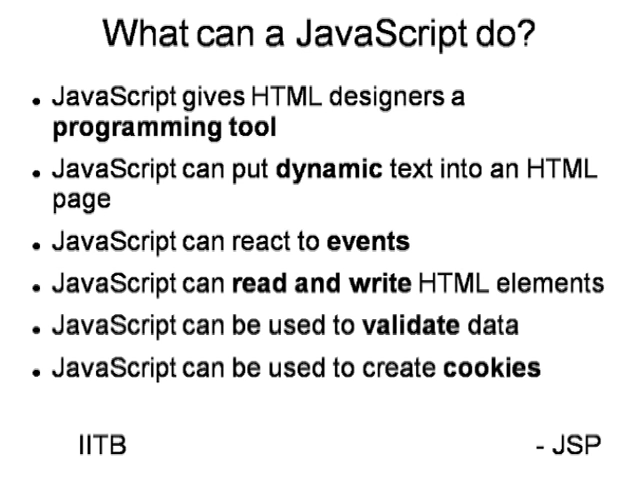 What can a JavaScript do?
• JavaScript gives HTML designers a
programming tool
• JavaScript can put dynamic text into an HTML
page
• JavaScript can react to events
• JavaScript can read and write HTML elements
• JavaScript can be used to validate data
• JavaScript can be used to create cookies
IITB - JSP